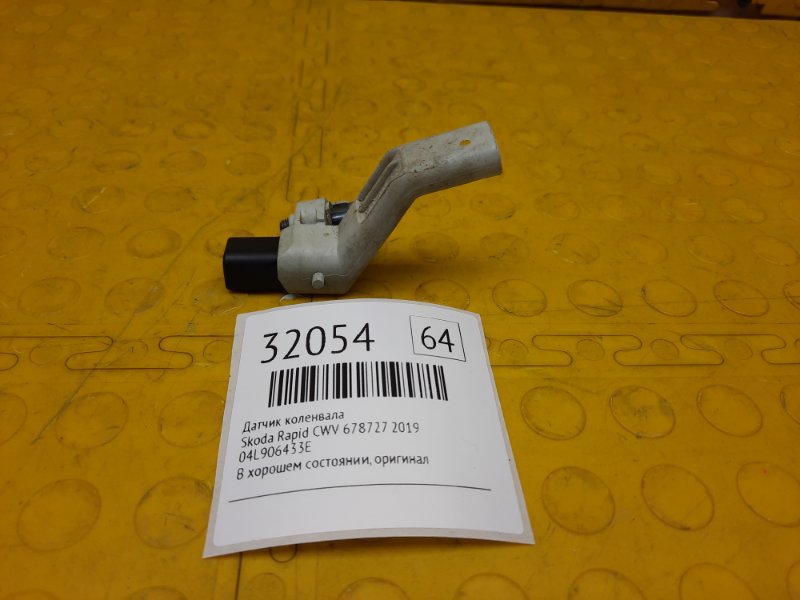 32054 64
Датчик коленвала
Skoda Rapid CWV 678727 2019
04L906433E
В хорошем состоянии, оригинал